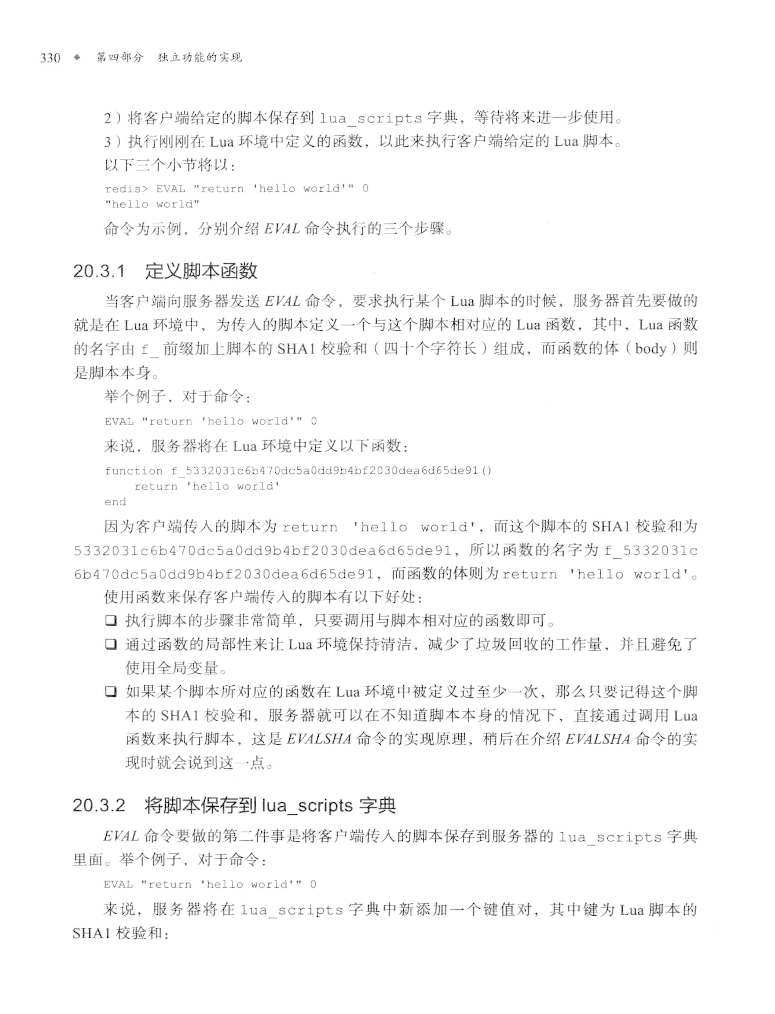 330 ◆ 第四部分 独立功能的实现
2）将客户端给定的脚本保存到 lua_scripts 字典，等待将来进一步使用。
3）执行刚刚在 Lua 环境中定义的函数，以此来执行客户端给定的 Lua 脚本。
以下三个小节将以：
redis> EVAL "return 'hello world'" 0
"hello world"
命令为示例，分别介绍 EVAL 命令执行的三个步骤。
20.3.1 定义脚本函数
当客户端向服务器发送 EVAL 命令，要求执行某个 Lua 脚本的时候，服务器首先要做的
就是在 Lua 环境中，为传入的脚本定义一个与这个脚本相对应的 Lua 函数，其中，Lua 函数
的名字由 f_ 前缀加上脚本的 SHA1 校验和（四十个字符长）组成，而函数的体（body）则
是脚本本身。
举个例子，对于命令：
EVAL "return 'hello world'" 0
来说，服务器将在 Lua 环境中定义以下函数：
function f_5332031c6b470dc5a0dd9b4bf2030dea6d65de91()
return 'hello world'
end
因为客户端传入的脚本为 return 'hello world'，而这个脚本的 SHA1 校验和为
5332031c6b470dc5a0dd9b4bf2030dea6d65de91，所以函数的名字为 f_5332031c
6b470dc5a0dd9b4bf2030dea6d65de91，而函数的体则为 return 'hello world'。
使用函数来保存客户端传入的脚本有以下好处：
❑ 执行脚本的步骤非常简单，只要调用与脚本相对应的函数即可。
❑ 通过函数的局部性来让 Lua 环境保持清洁，减少了垃圾回收的工作量，并且避免了
使用全局变量。
❑ 如果某个脚本所对应的函数在 Lua 环境中被定义过至少一次，那么只要记得这个脚
本的 SHA1 校验和，服务器就可以在不知道脚本本身的情况下，直接通过调用 Lua
函数来执行脚本，这是 EVALSHA 命令的实现原理，稍后在介绍 EVALSHA 命令的实
现时就会说到这一点。
20.3.2 将脚本保存到 lua_scripts 字典
EVAL 命令要做的第二件事是将客户端传入的脚本保存到服务器的 lua_scripts 字典
里面。举个例子，对于命令：
EVAL "return 'hello world'" 0
来说，服务器将在 lua_scripts 字典中新添加一个键值对，其中键为 Lua 脚本的
SHA1 校验和：